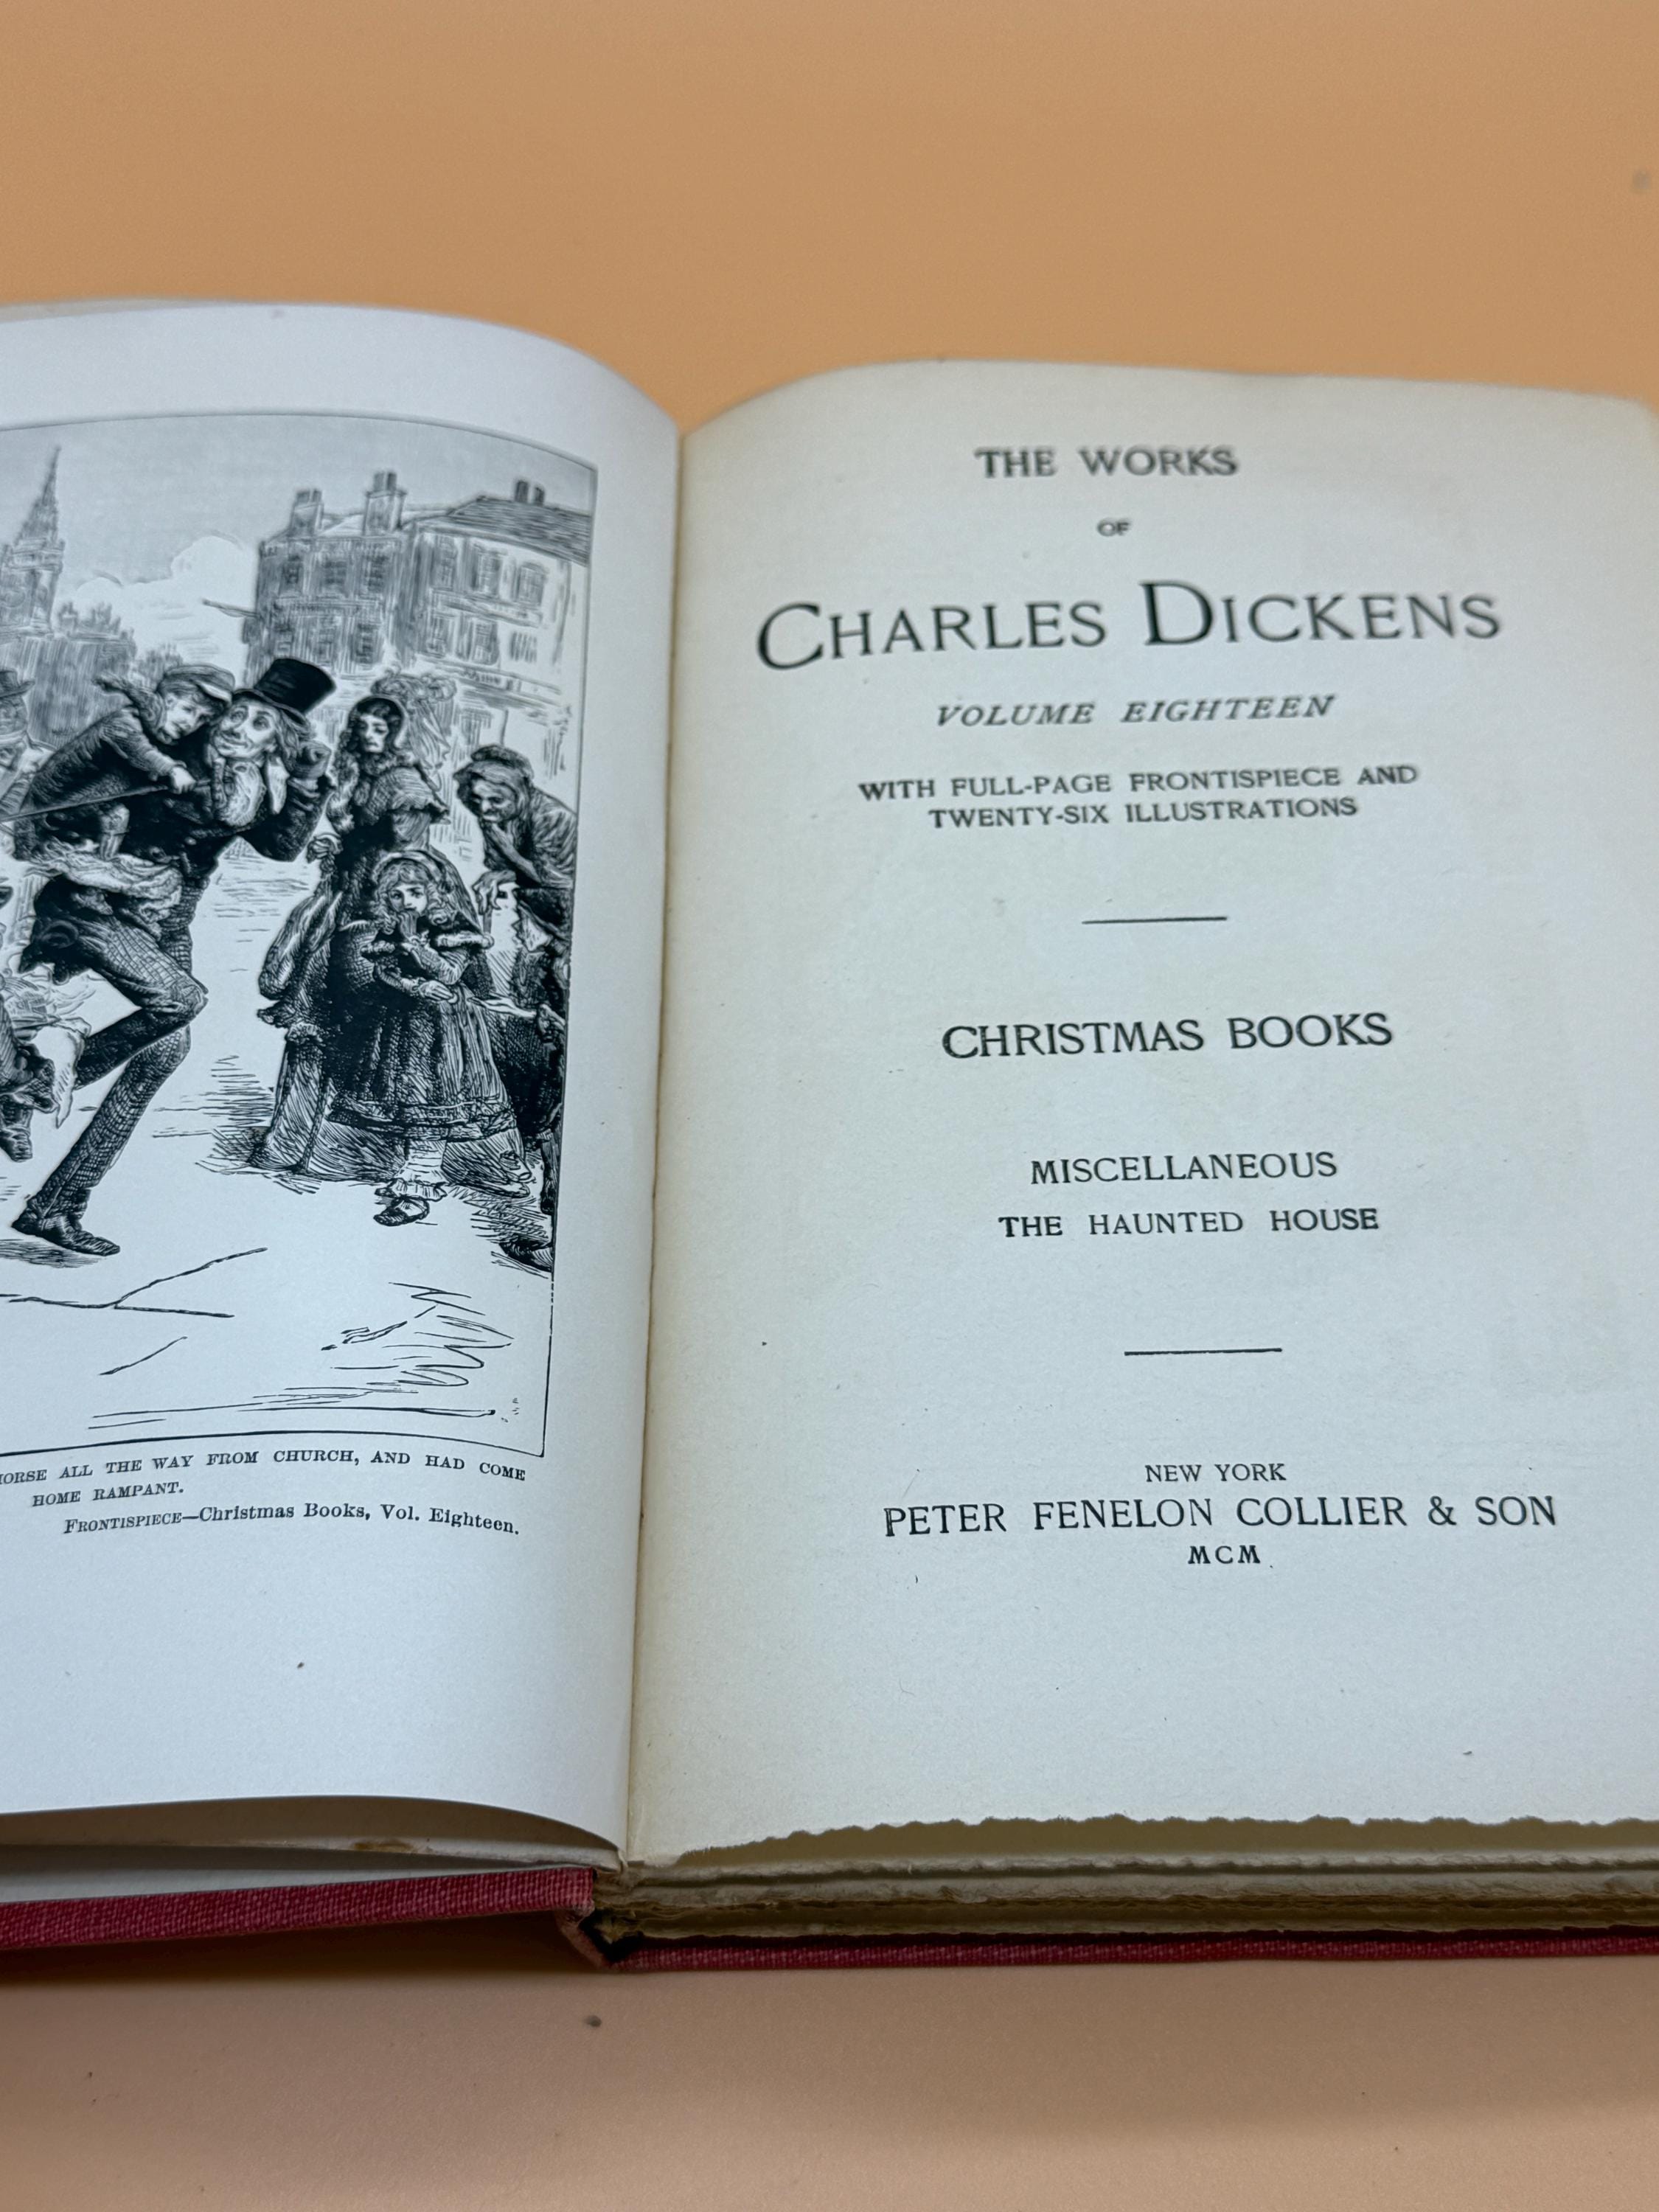 HORSE ALL THE WAY FROM CHURCH, AND HAD COME
HOME RAMPANT.
FRONTISPIECE—Christmas Books, Vol. Eighteen.
THE WORKS
OF
CHARLES DICKENS
VOLUME EIGHTEEN
WITH FULL-PAGE FRONTISPIECE AND
TWENTY-SIX ILLUSTRATIONS
CHRISTMAS BOOKS
MISCELLANEOUS
THE HAUNTED HOUSE
NEW YORK
PETER FENELON COLLIER & SON
MCM